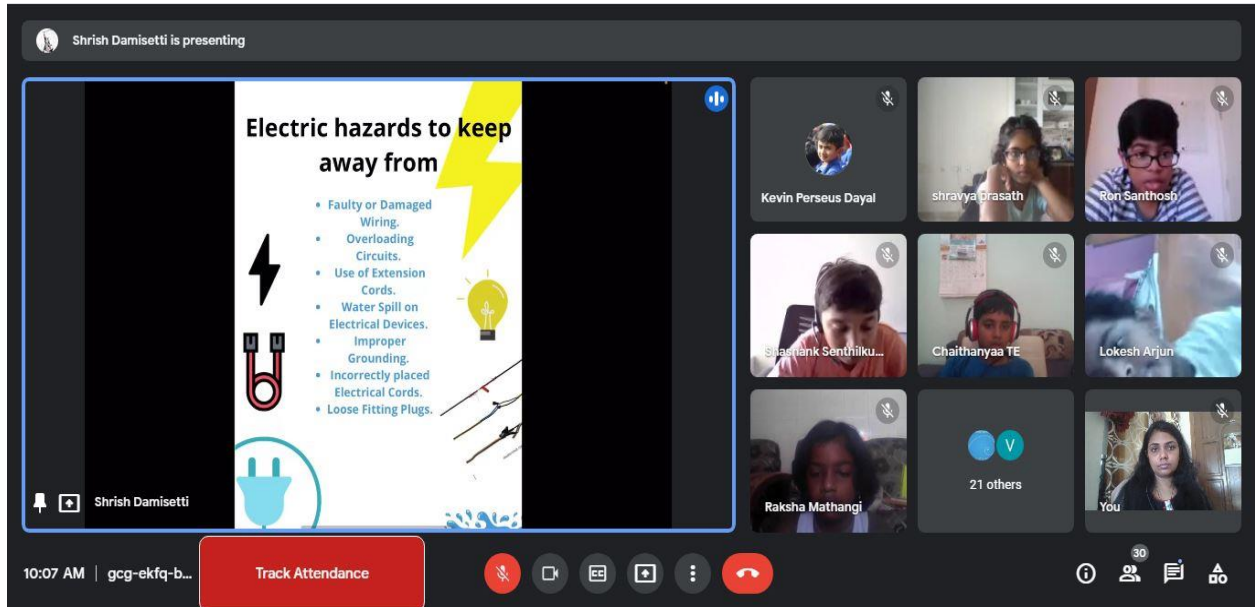 Shrish Damisetti is presenting
Electric hazards to keep
away from
• Faulty or Damaged
Wiring.
• Overloading
Circuits.
• Use of Extension
Cords.
• Water Spill on
Electrical Devices.
• Improper
Grounding.
• Incorrectly placed
Electrical Cords.
• Loose Fitting Plugs.
Shrish Damisetti
Kevin Perseus Dayal
shravya prasath
Ron Santhosh
Shashank Senthilku...
Chaithanyaa TE
Lokesh Arjun
Raksha Mathangi
V
21 others
You
10:07 AM | gcg-ekfq-b...
Track Attendance
CC
30